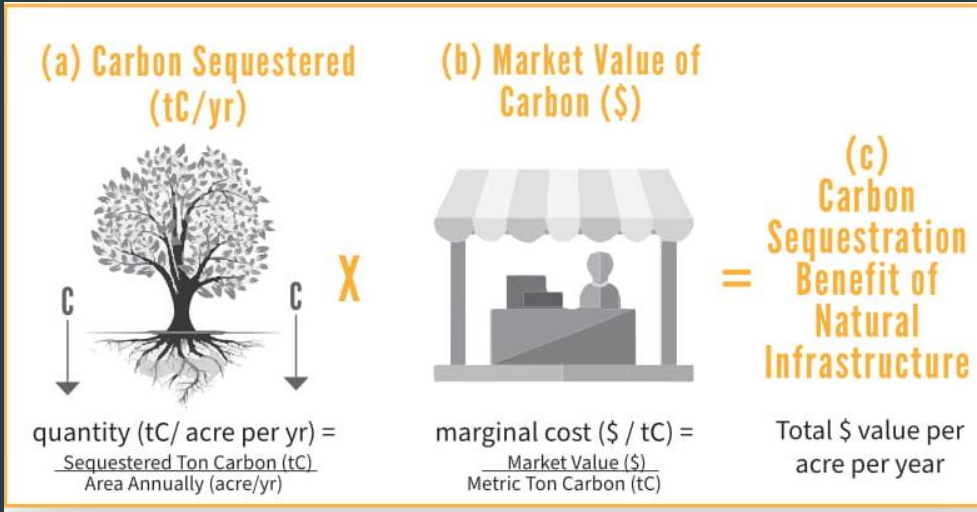 (a) Carbon Sequestered
(tC/yr)
C
C
quantity (tC/ acre per yr) =
Sequestered Ton Carbon (tC)
Area Annually (acre/yr)
X
(b) Market Value of
Carbon ($)
marginal cost ($ / tC) =
Market Value ($)
Metric Ton Carbon (tC)
=
(c)
Carbon
Sequestration
Benefit of
Natural
Infrastructure
Total $ value per
acre per year